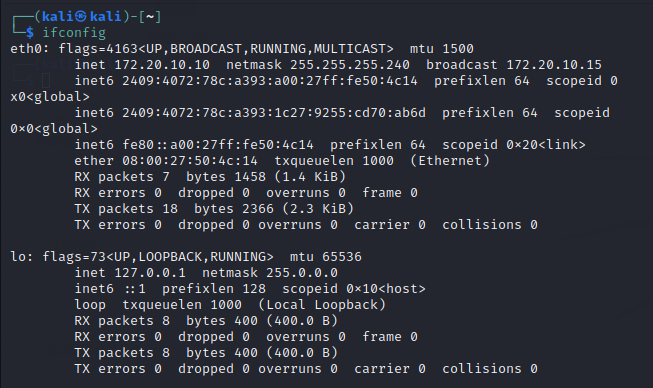 ┌──(kali㉿kali)-[~]
└─$ ifconfig
eth0: flags=4163<UP,BROADCAST,RUNNING,MULTICAST>  mtu 1500
        inet 172.20.10.10  netmask 255.255.255.240  broadcast 172.20.10.15
        inet6 2409:4072:78c:a393:a00:27ff:fe50:4c14  prefixlen 64  scopeid 0
x0<global>
        inet6 2409:4072:78c:a393:1c27:9255:cd70:ab6d  prefixlen 64  scopeid
0x0<global>
        inet6 fe80::a00:27ff:fe50:4c14  prefixlen 64  scopeid 0x20<link>
        ether 08:00:27:50:4c:14  txqueuelen 1000  (Ethernet)
        RX packets 7  bytes 1458 (1.4 KiB)
        RX errors 0  dropped 0  overruns 0  frame 0
        TX packets 18  bytes 2366 (2.3 KiB)
        TX errors 0  dropped 0 overruns 0  carrier 0  collisions 0

lo: flags=73<UP,LOOPBACK,RUNNING>  mtu 65536
        inet 127.0.0.1  netmask 255.0.0.0
        inet6 ::1  prefixlen 128  scopeid 0x10<host>
        loop  txqueuelen 1000  (Local Loopback)
        RX packets 8  bytes 400 (400.0 B)
        RX errors 0  dropped 0  overruns 0  frame 0
        TX packets 8  bytes 400 (400.0 B)
        TX errors 0  dropped 0 overruns 0  carrier 0  collisions 0